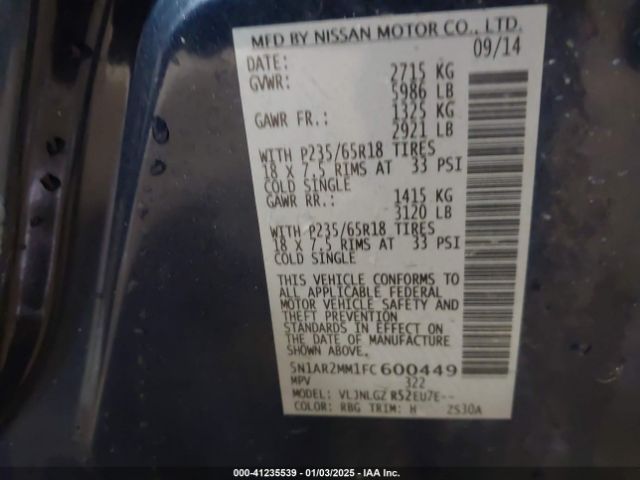 MFD BY NISSAN MOTOR CO., LTD.
DATE: 09/14
GVWR: 2715 KG
5986 LB
GAWR FR.: 1325 KG
2921 LB
WITH P235/65R18 TIRES
18 X 7.5 RIMS AT 33 PSI
COLD SINGLE
GAWR RR.: 1415 KG
3120 LB
WITH P235/65R18 TIRES
18 X 7.5 RIMS AT 33 PSI
COLD SINGLE
THIS VEHICLE CONFORMS TO
ALL APPLICABLE FEDERAL
MOTOR VEHICLE SAFETY AND
THEFT PREVENTION
STANDARDS IN EFFECT ON
THE DATE OF MANUFACTURE
SHOWN ABOVE.
5N1AR2MM1FC600449
MPV 322
MODEL: VLJNLGZ R52EU7E--
COLOR: RBG TRIM: H 2S30A
000-41235539 - 01/03/2025 - IAA Inc.